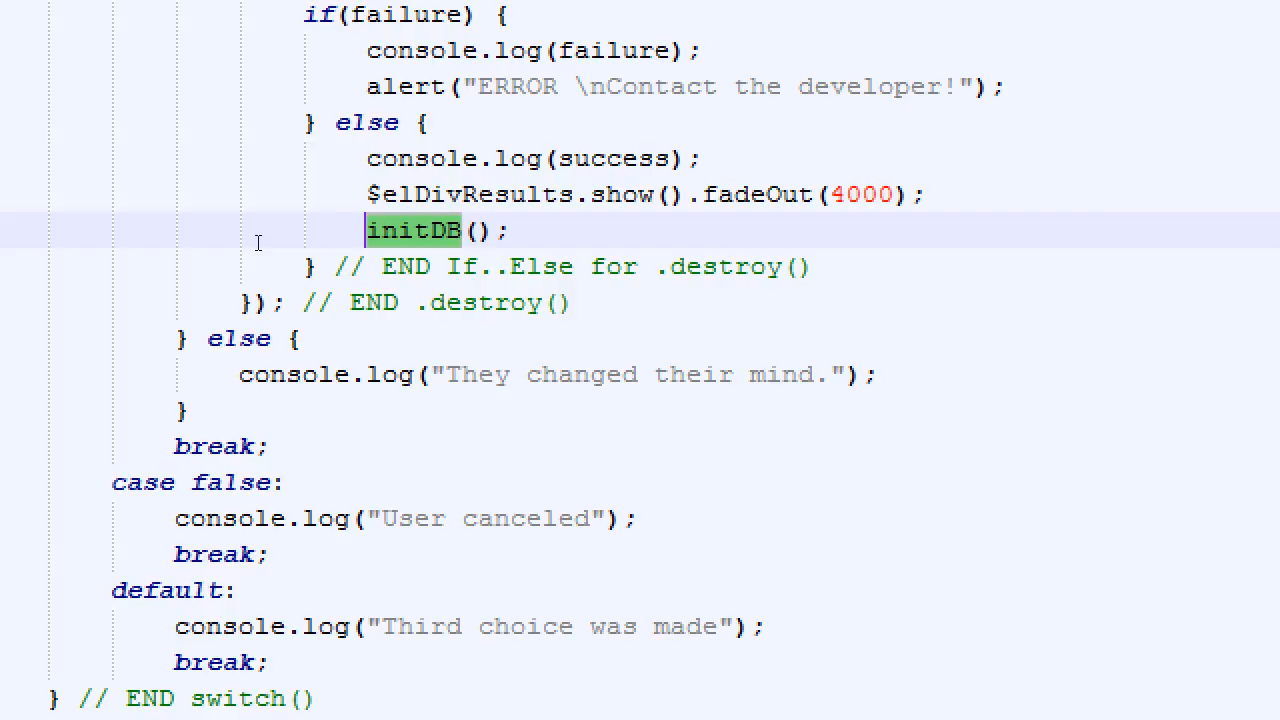 if(failure) {
console.log(failure);
alert("ERROR \nContact the developer!");
} else {
console.log(success);
$elDivResults.show().fadeOut(4000);
initDB();
} // END If..Else for .destroy()
}); // END .destroy()
} else {
console.log("They changed their mind.");
}
break;
case false:
console.log("User canceled");
break;
default:
console.log("Third choice was made");
break;
} // END switch()